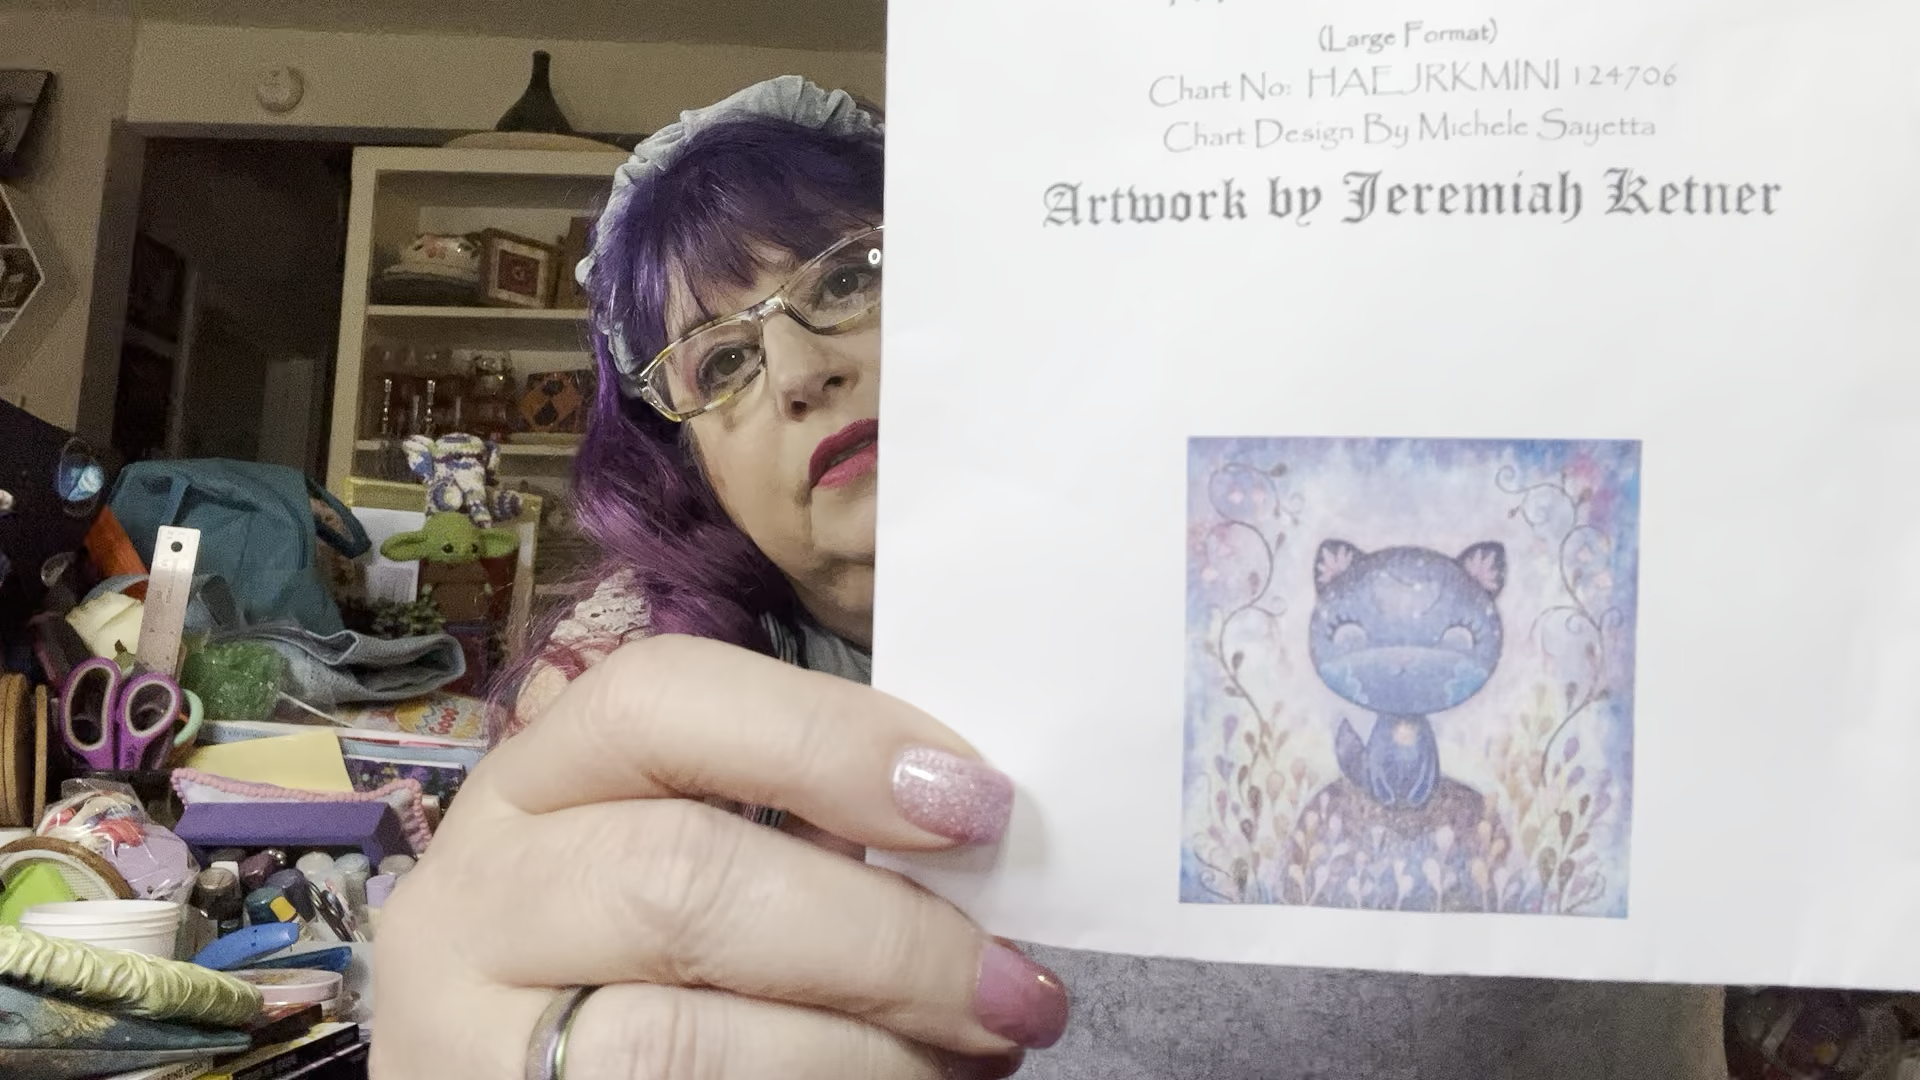 (Large Format)
Chart No: HAEJRKMINI 124706
Chart Design By Michele Sayetta
Artwork by Jeremiah Ketner